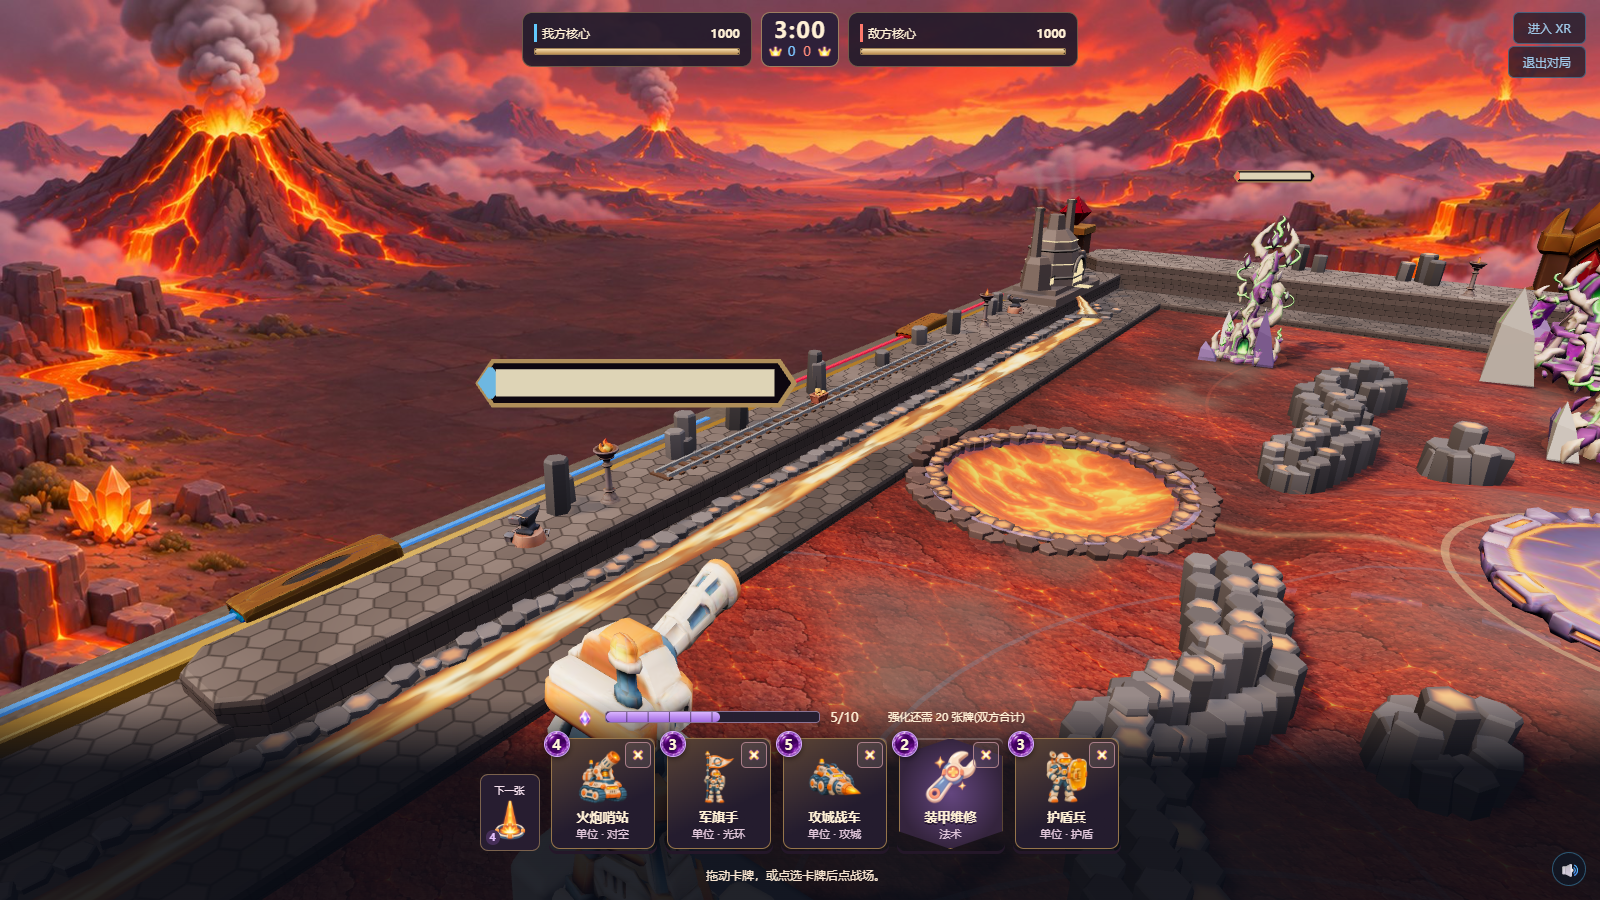 我方核心 1000
3:00
0 0
敌方核心 1000
进入 XR
退出对局
5/10
强化还需 20 张牌(双方合计)
下一张
4
4
火炮哨站
单位 · 对空
3
军旗手
单位 · 光环
5
攻城战车
单位 · 攻城
2
装甲维修
法术
3
护盾兵
单位 · 护盾
拖动卡牌，或点选卡牌后点战场。